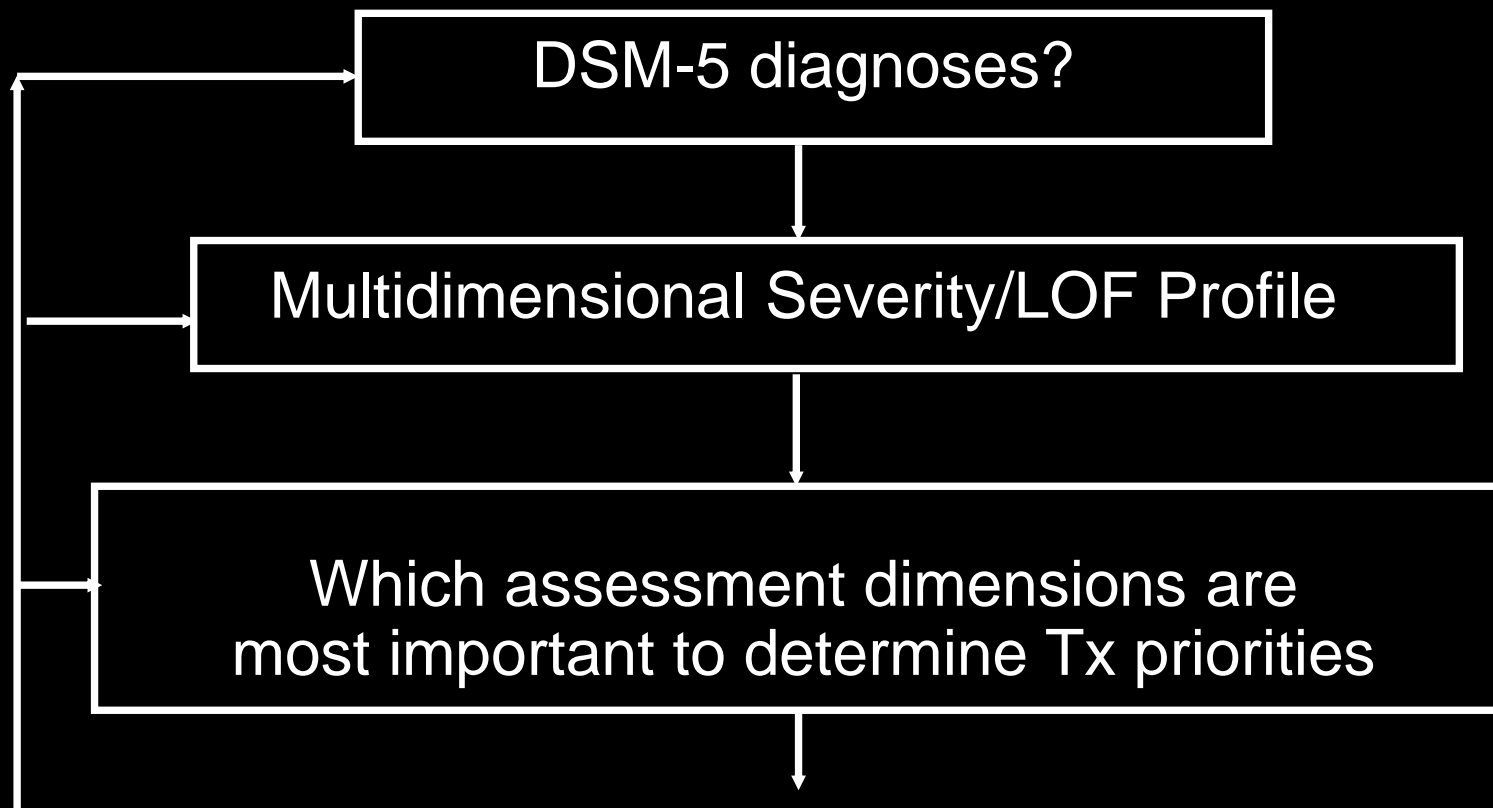 DSM-5 diagnoses?
Multidimensional Severity/LOF Profile
Which assessment dimensions are
most important to determine Tx priorities